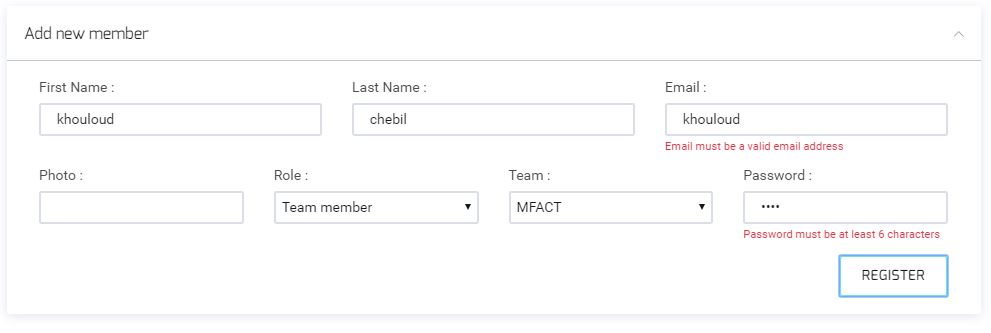 Add new member
First Name :
Last Name :
Email :
khouloud
chebil
khouloud
Email must be a valid email address
Photo :
Role :
Team :
Password :
Team member
MFACT
••••
Password must be at least 6 characters
REGISTER